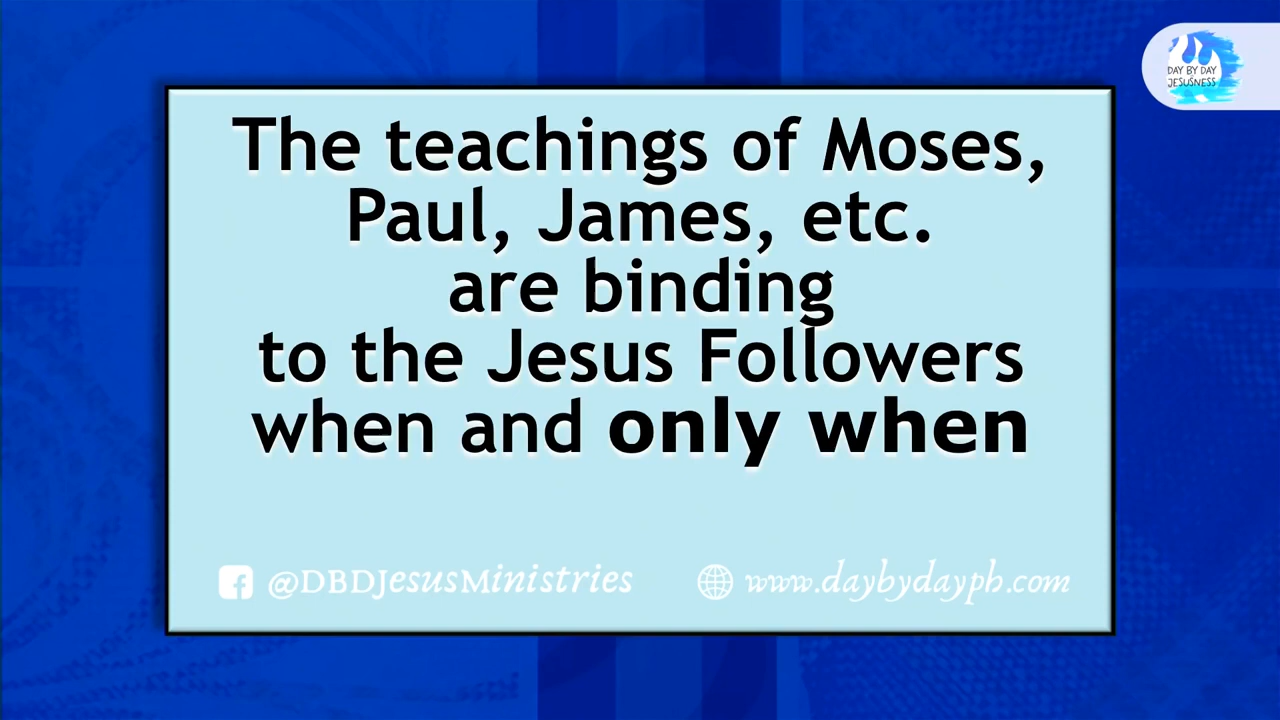 DAY BY DAY
JESUSNESS
The teachings of Moses,
Paul, James, etc.
are binding
to the Jesus Followers
when and only when
@DBDJesusMinistries
www.daybydayph.com